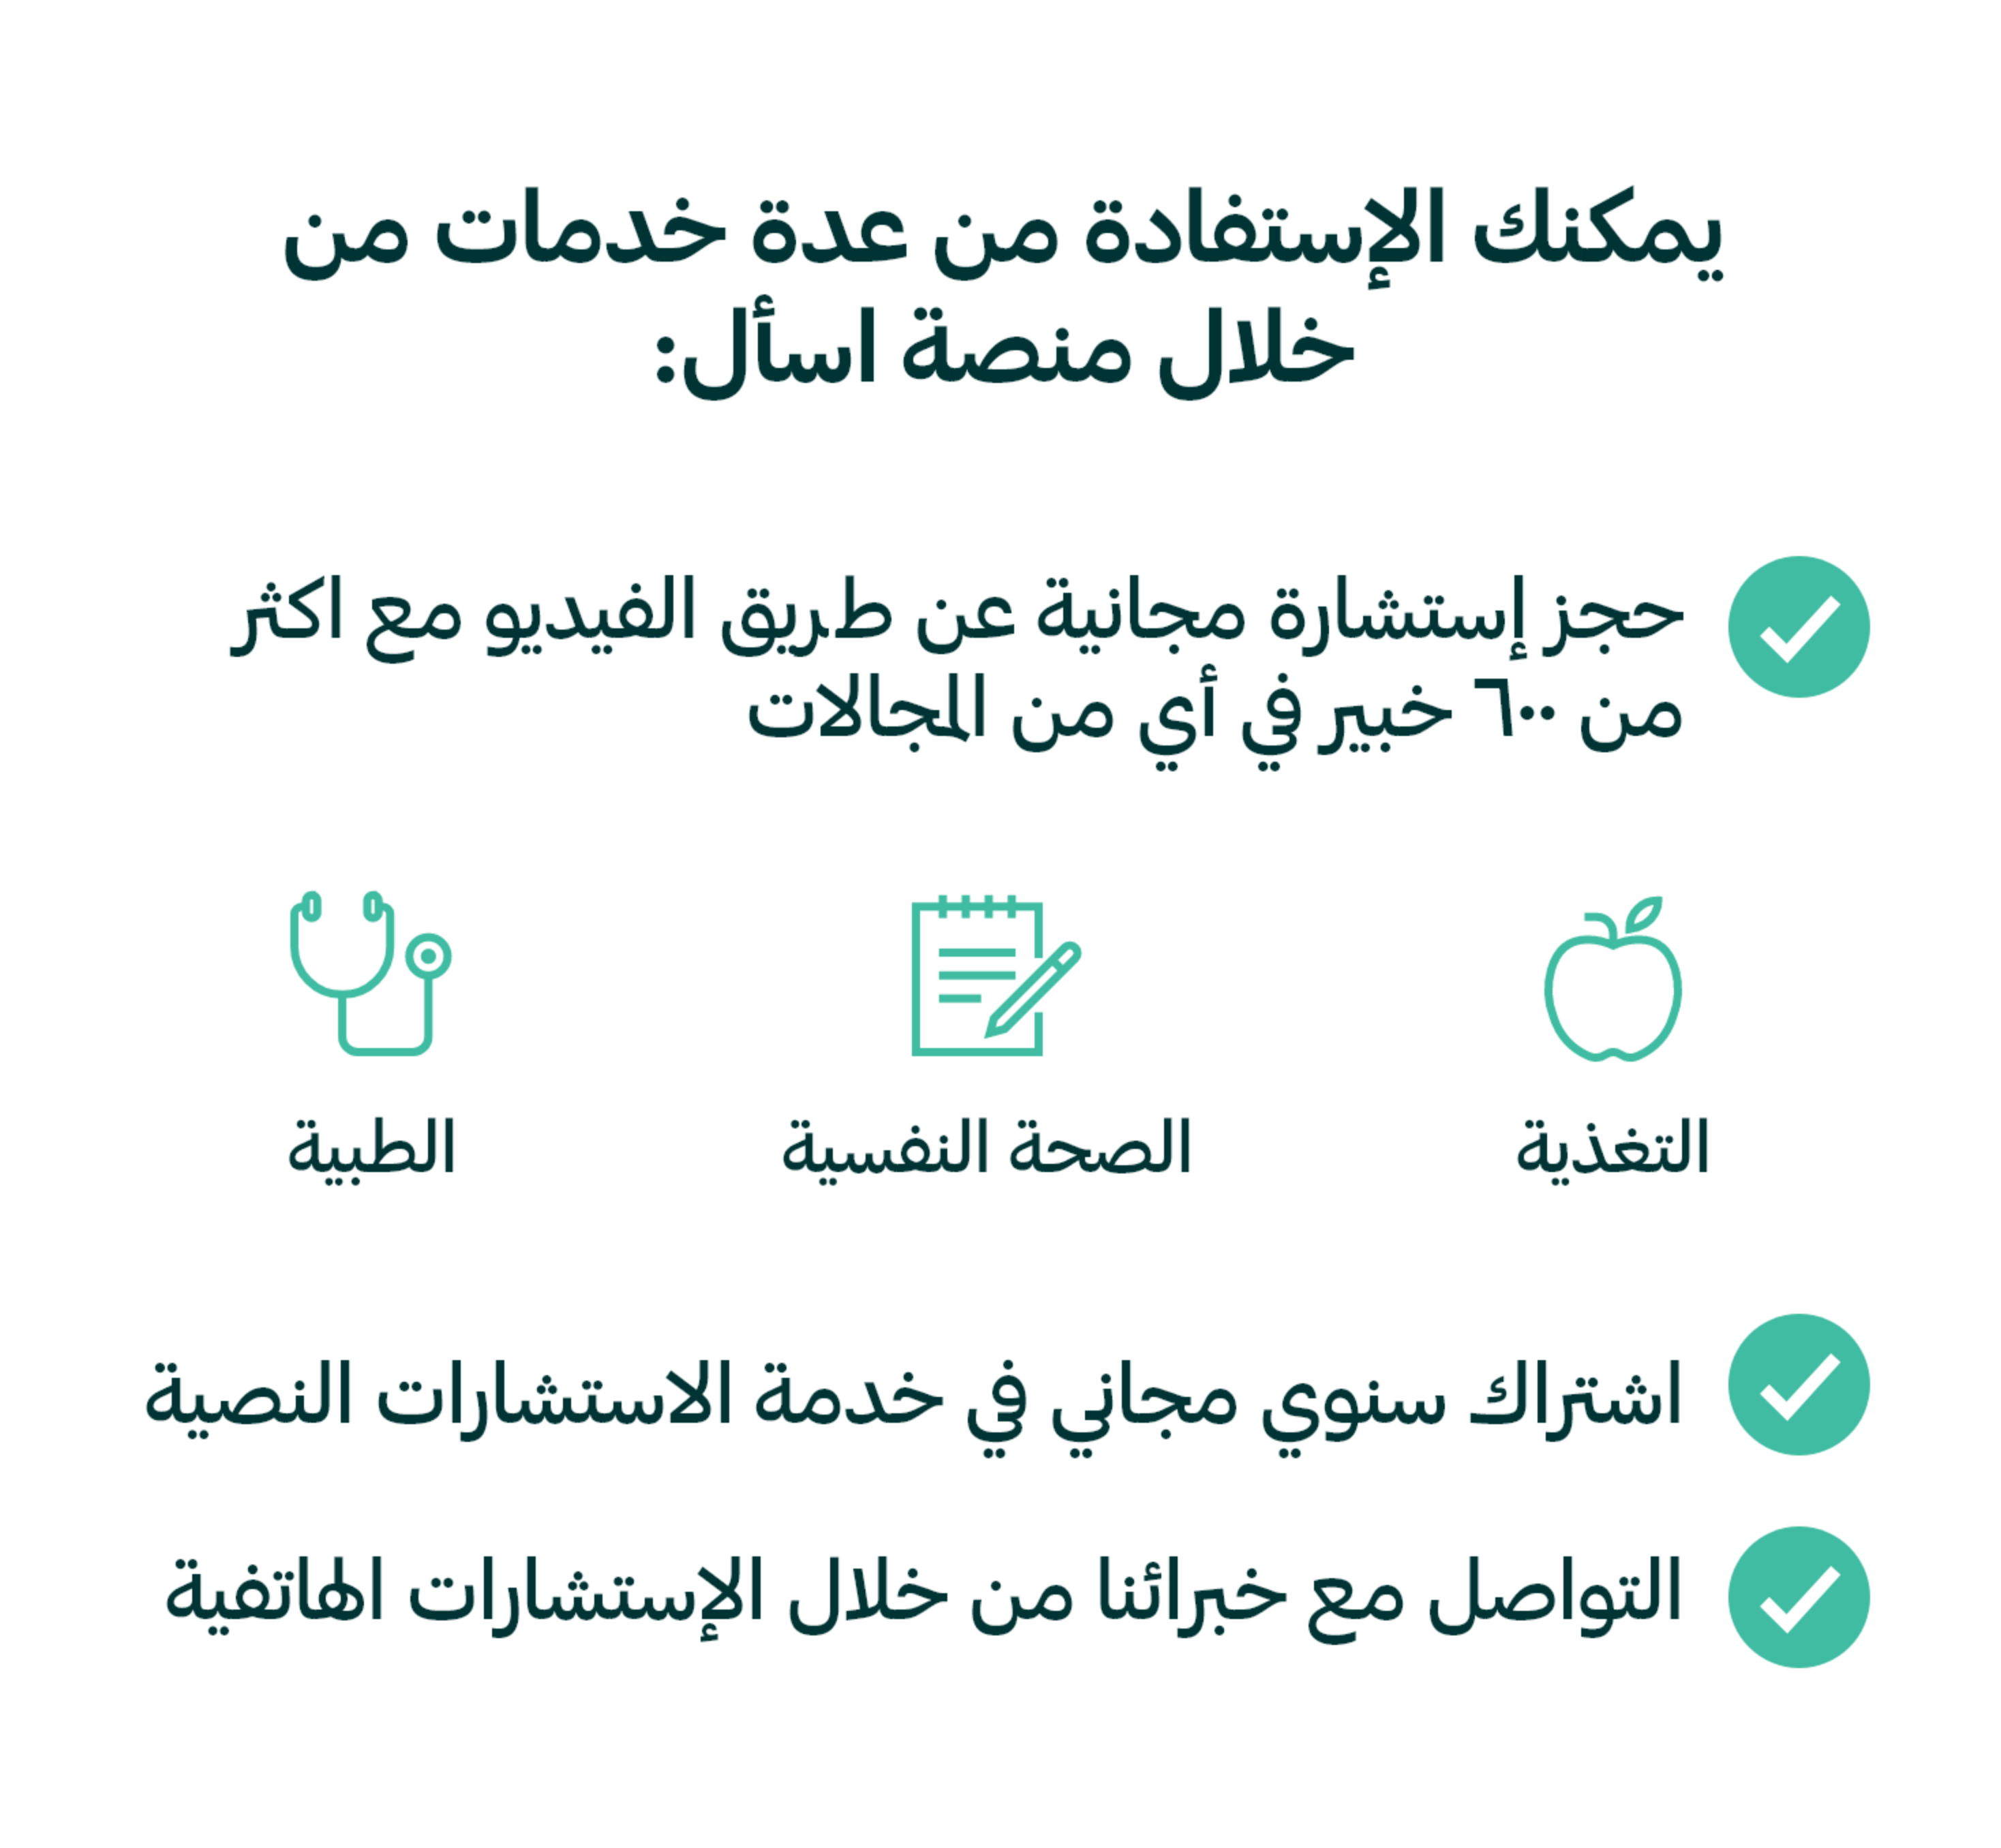 يمكنك الإستفادة من عدة خدمات من
خلال منصة اسأل:
حجز إستشارة مجانية عن طريق الفيديو مع اكثر
من ٦٠٠ خبير في أي من المجالات
التغذية
الصحة النفسية
الطبية
اشتراك سنوي مجاني في خدمة الاستشارات النصية
التواصل مع خبرائنا من خلال الإستشارات الهاتفية